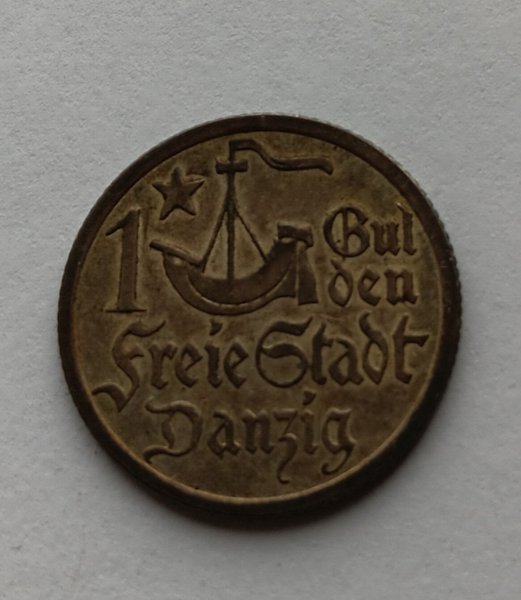 1 Gul
den
Freie Stadt
Danzig